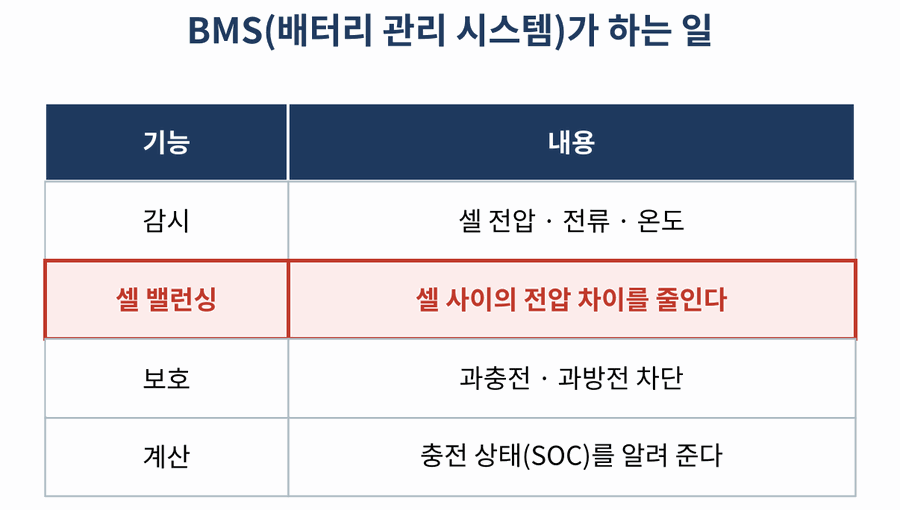 BMS(배터리 관리 시스템)가 하는 일
기능 내용
감시 셀 전압 · 전류 · 온도
셀 밸런싱 셀 사이의 전압 차이를 줄인다
보호 과충전 · 과방전 차단
계산 충전 상태(SOC)를 알려 준다